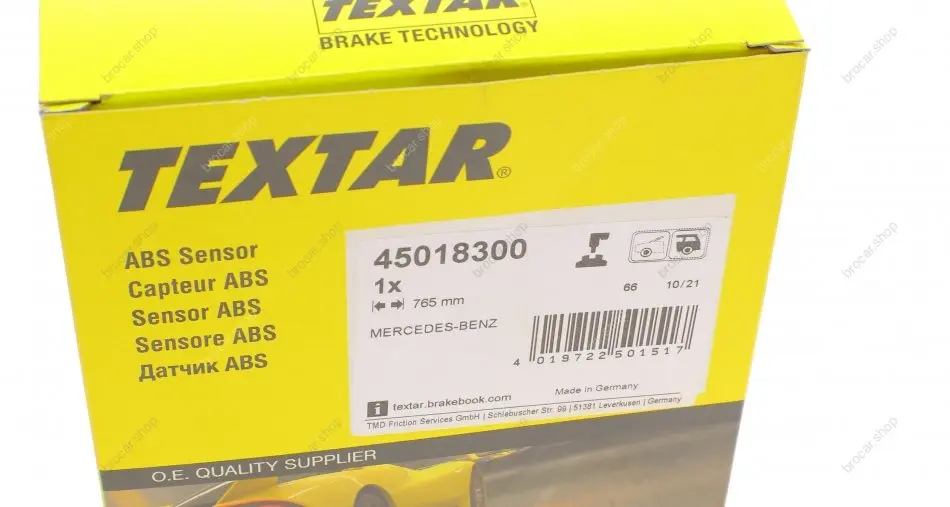 TEXTAR®
BRAKE TECHNOLOGY
TEXTAR®
ABS Sensor
Capteur ABS
Sensor ABS
Sensore ABS
Датчик ABS
45018300
1x
765 mm
MERCEDES-BENZ
66 10/21
4 019722 501517
Made in Germany
i textar.brakebook.com
TMD Friction Services GmbH | Schlebuscher Str. 99 | 51381 Leverkusen | Germany
O.E. QUALITY SUPPLIER
brocar.shop